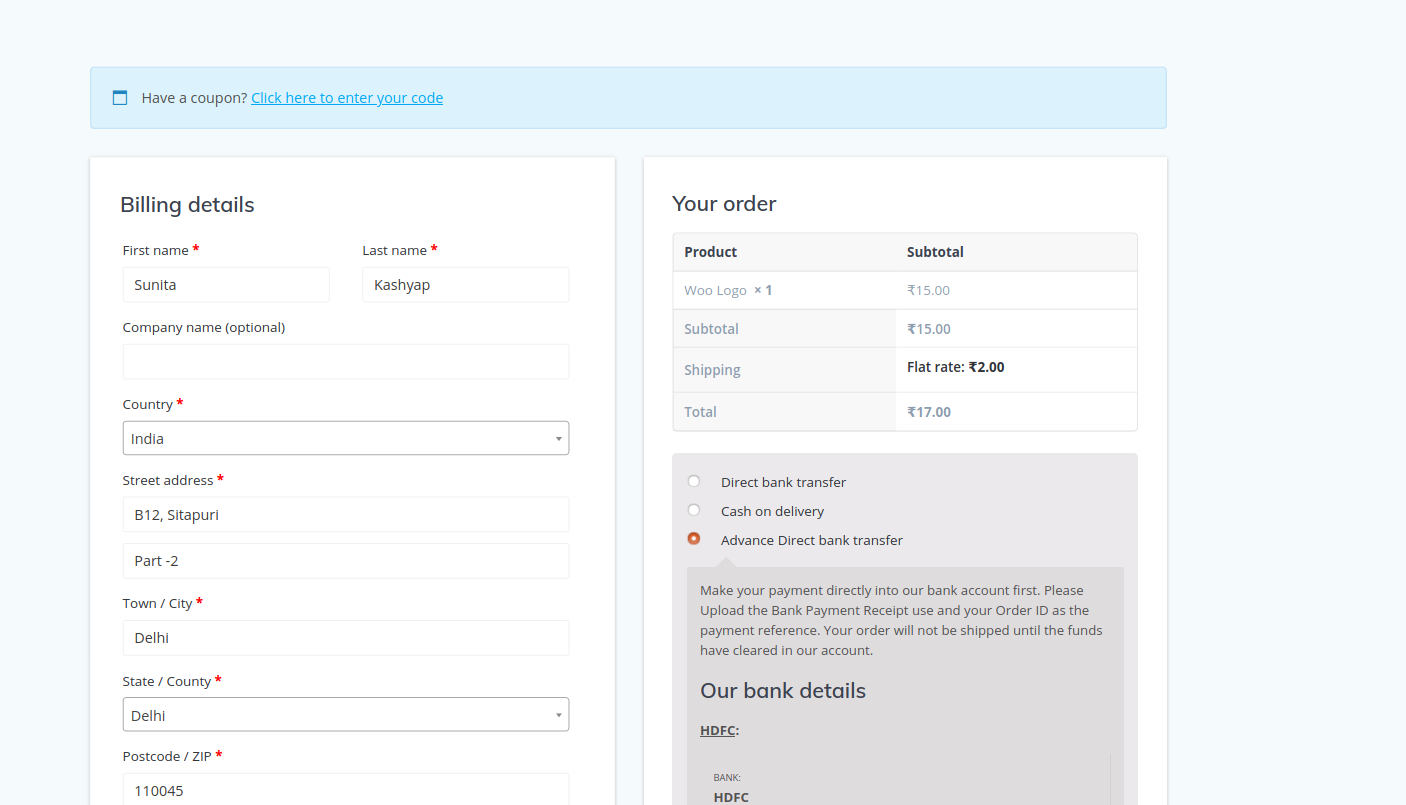 Have a coupon? Click here to enter your code
Billing details
First name *
Last name *
Sunita
Kashyap
Company name (optional)
Country *
India
Street address *
B12, Sitapuri
Part -2
Town / City *
Delhi
State / County *
Delhi
Postcode / ZIP *
110045
Your order
Product Subtotal
Woo Logo × 1 ₹15.00
Subtotal ₹15.00
Shipping Flat rate: ₹2.00
Total ₹17.00
Direct bank transfer
Cash on delivery
Advance Direct bank transfer
Make your payment directly into our bank account first. Please
Upload the Bank Payment Receipt use and your Order ID as the
payment reference. Your order will not be shipped until the funds
have cleared in our account.
Our bank details
HDFC:
BANK:
HDFC